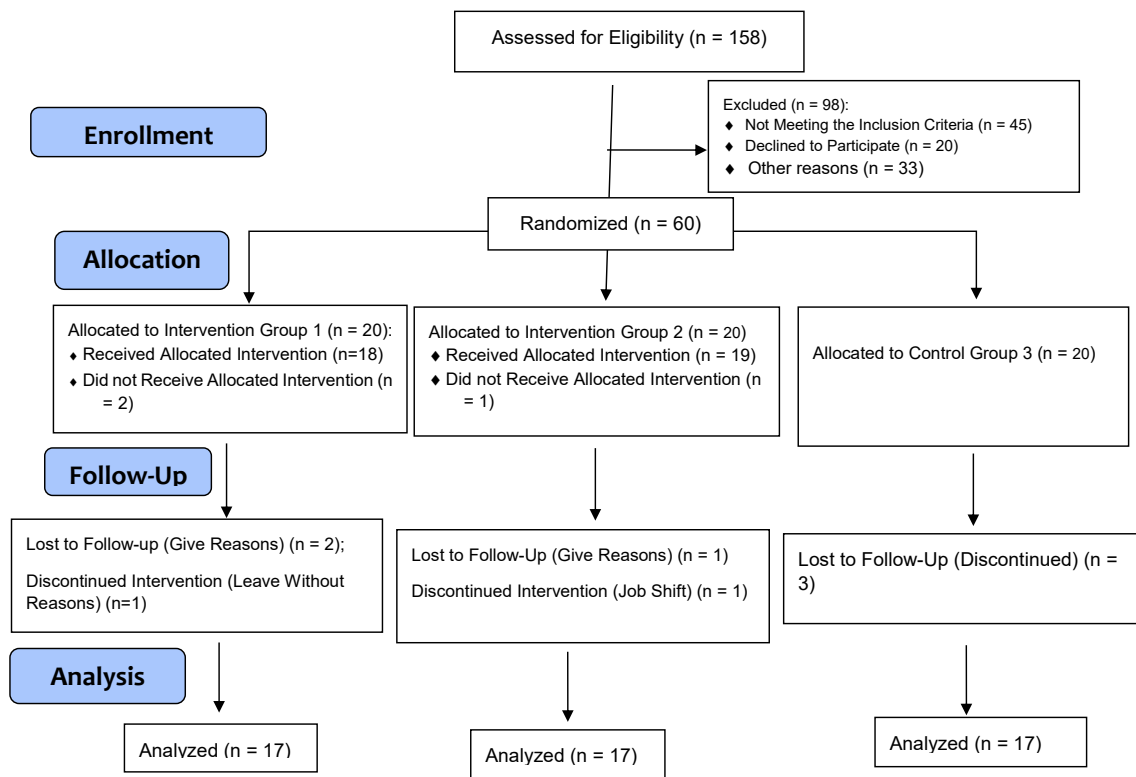 Assessed for Eligibility (n = 158)
Enrollment
Excluded (n = 98):
♦ Not Meeting the Inclusion Criteria (n = 45)
♦ Declined to Participate (n = 20)
♦ Other reasons (n = 33)
Randomized (n = 60)
Allocation
Allocated to Intervention Group 1 (n = 20):
♦ Received Allocated Intervention (n=18)
♦ Did not Receive Allocated Intervention (n
= 2)
Allocated to Intervention Group 2 (n = 20)
♦ Received Allocated Intervention (n = 19)
♦ Did not Receive Allocated Intervention (n
= 1)
Allocated to Control Group 3 (n = 20)
Follow-Up
Lost to Follow-up (Give Reasons) (n = 2);
Discontinued Intervention (Leave Without
Reasons) (n=1)
Lost to Follow-Up (Give Reasons) (n = 1)
Discontinued Intervention (Job Shift) (n = 1)
Lost to Follow-Up (Discontinued) (n =
3)
Analysis
Analyzed (n = 17)
Analyzed (n = 17)
Analyzed (n = 17)